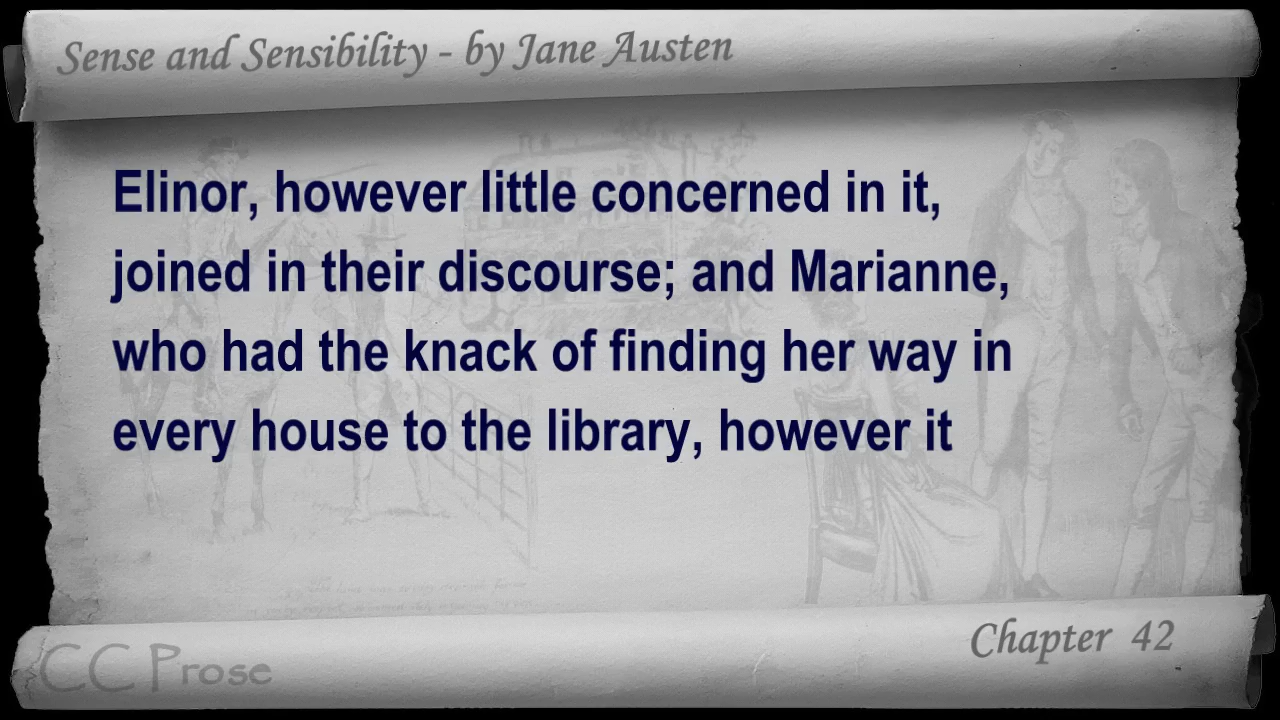 Sense and Sensibility - by Jane Austen
Elinor, however little concerned in it,
joined in their discourse; and Marianne,
who had the knack of finding her way in
every house to the library, however it
Chapter 42
CC Prose